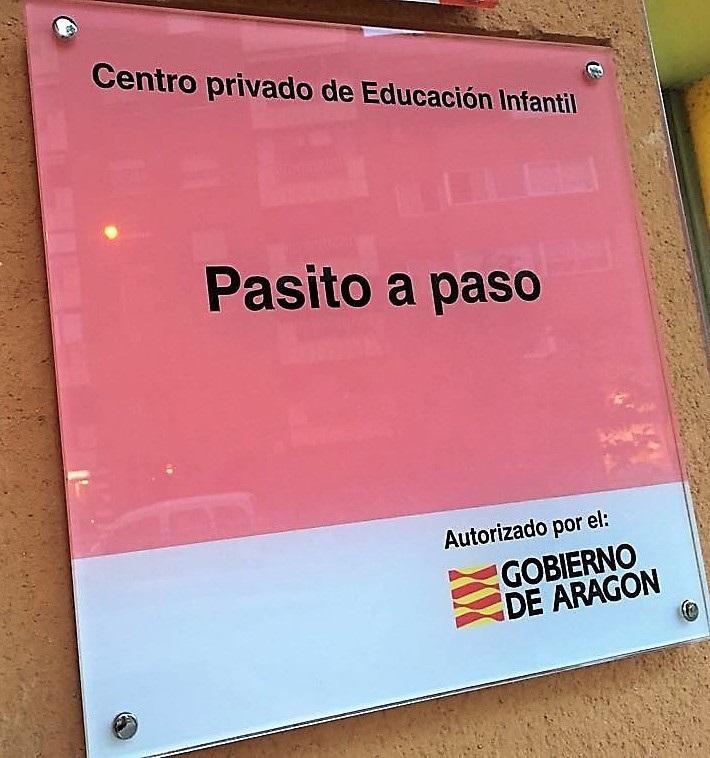 Centro privado de Educación Infantil
Pasito a paso
Autorizado por el:
GOBIERNO
DE ARAGON